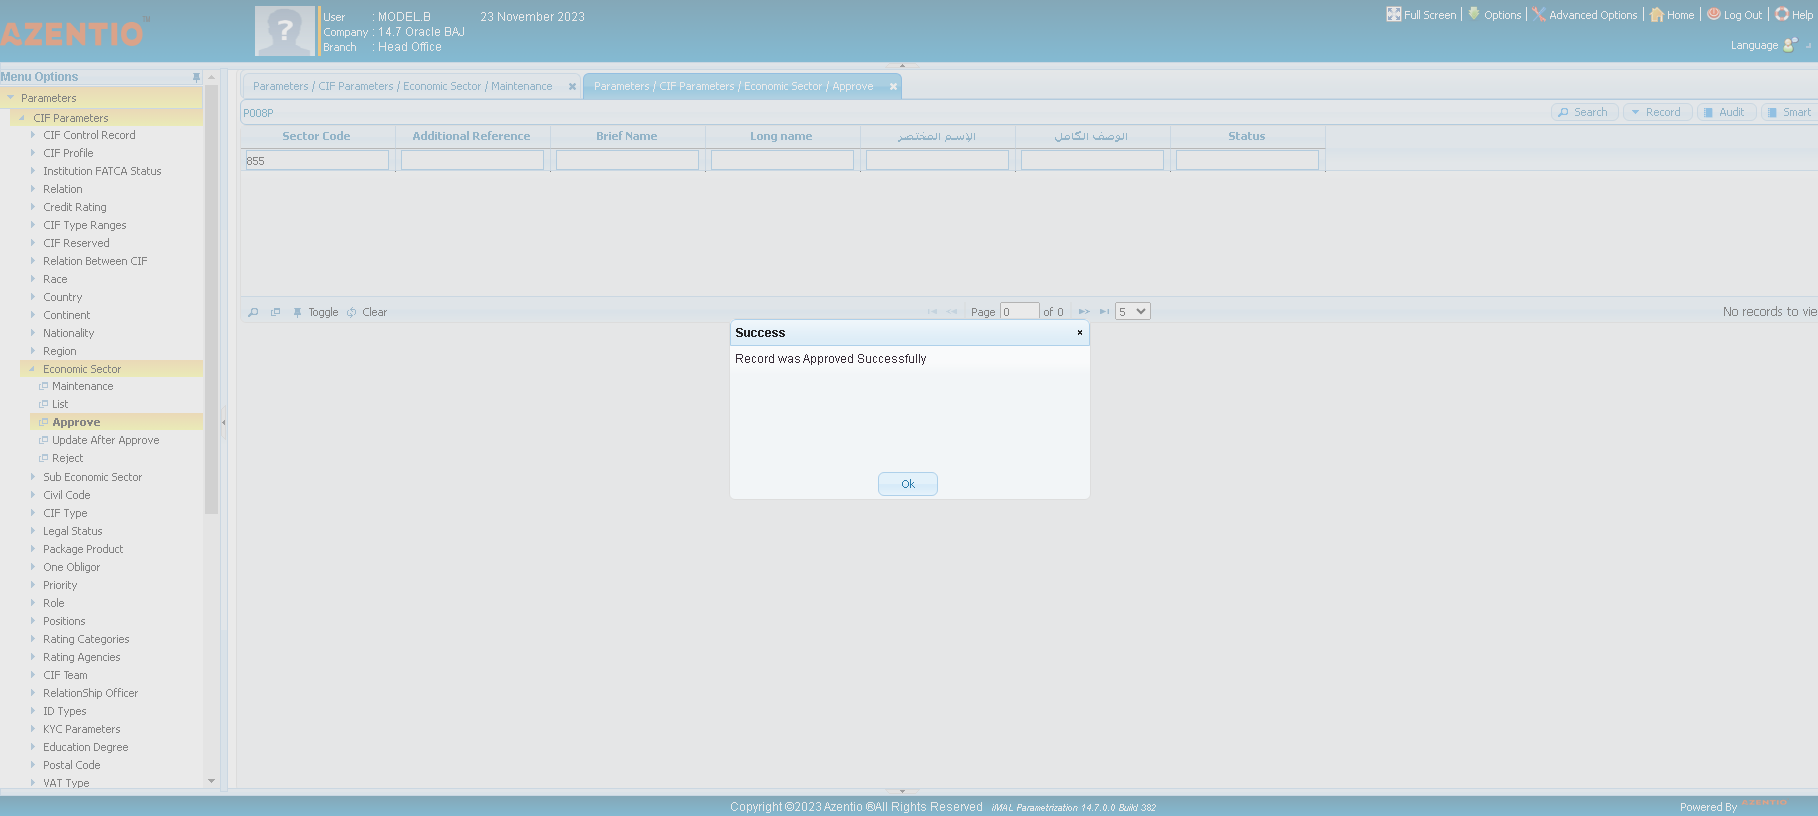 AZENTIO™
User : MODEL.B 23 November 2023
Company : 14.7 Oracle BAJ
Branch : Head Office
Full Screen | Options | Advanced Options | Home | Log Out | Help
Language
Menu Options
Parameters
CIF Parameters
CIF Control Record
CIF Profile
Institution FATCA Status
Relation
Credit Rating
CIF Type Ranges
CIF Reserved
Relation Between CIF
Race
Country
Continent
Nationality
Region
Economic Sector
Maintenance
List
Approve
Update After Approve
Reject
Sub Economic Sector
Civil Code
CIF Type
Legal Status
Package Product
One Obligor
Priority
Role
Positions
Rating Categories
Rating Agencies
CIF Team
RelationShip Officer
ID Types
KYC Parameters
Education Degree
Postal Code
VAT Type
Parameters / CIF Parameters / Economic Sector / Maintenance
Parameters / CIF Parameters / Economic Sector / Approve
P008P
Search Record Audit Smart
Sector Code Additional Reference Brief Name Long name الإسم المختصر الوصف الكامل Status
855
Toggle Clear
Page 0 of 0 5
No records to vie
Success
Record was Approved Successfully
Ok
Copyright ©2023 Azentio ®All Rights Reserved iMAL Parametrization 14.7.0.0 Build 362
Powered By AZENTIO